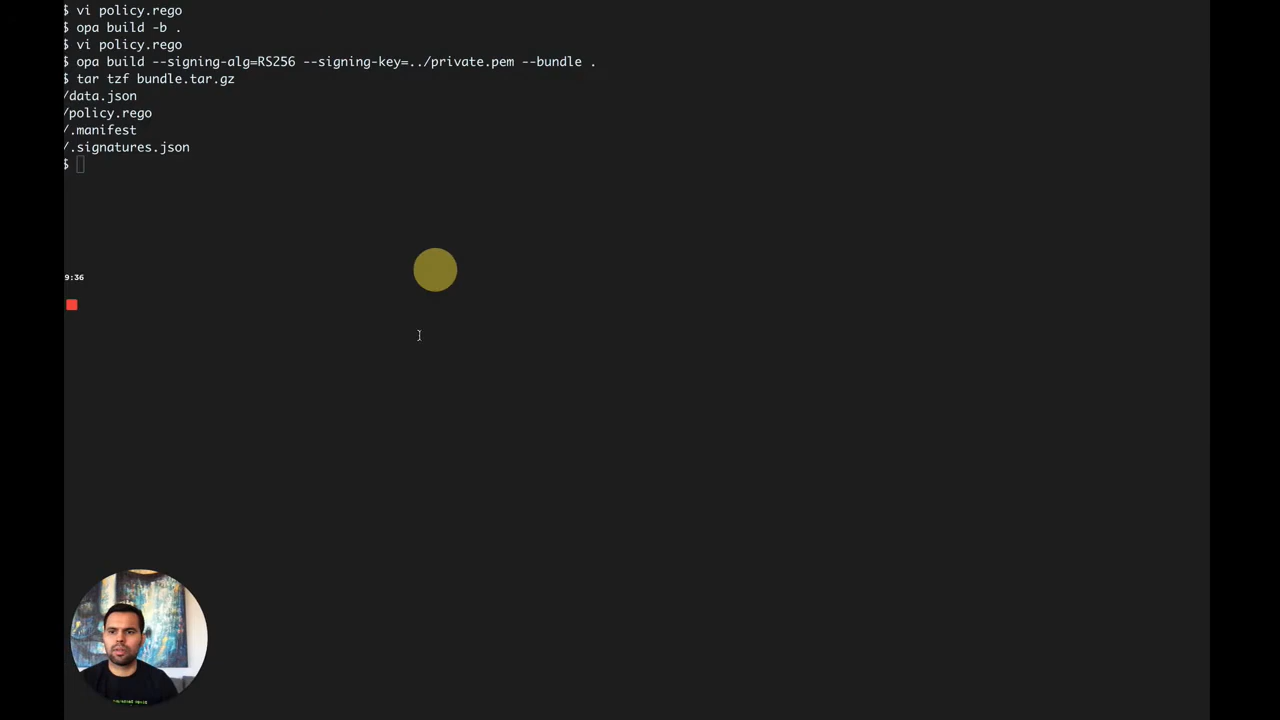 $ vi policy.rego
$ opa build -b .
$ vi policy.rego
$ opa build --signing-alg=RS256 --signing-key=../private.pem --bundle .
$ tar tzf bundle.tar.gz
/data.json
/policy.rego
/.manifest
/.signatures.json
$
9:36